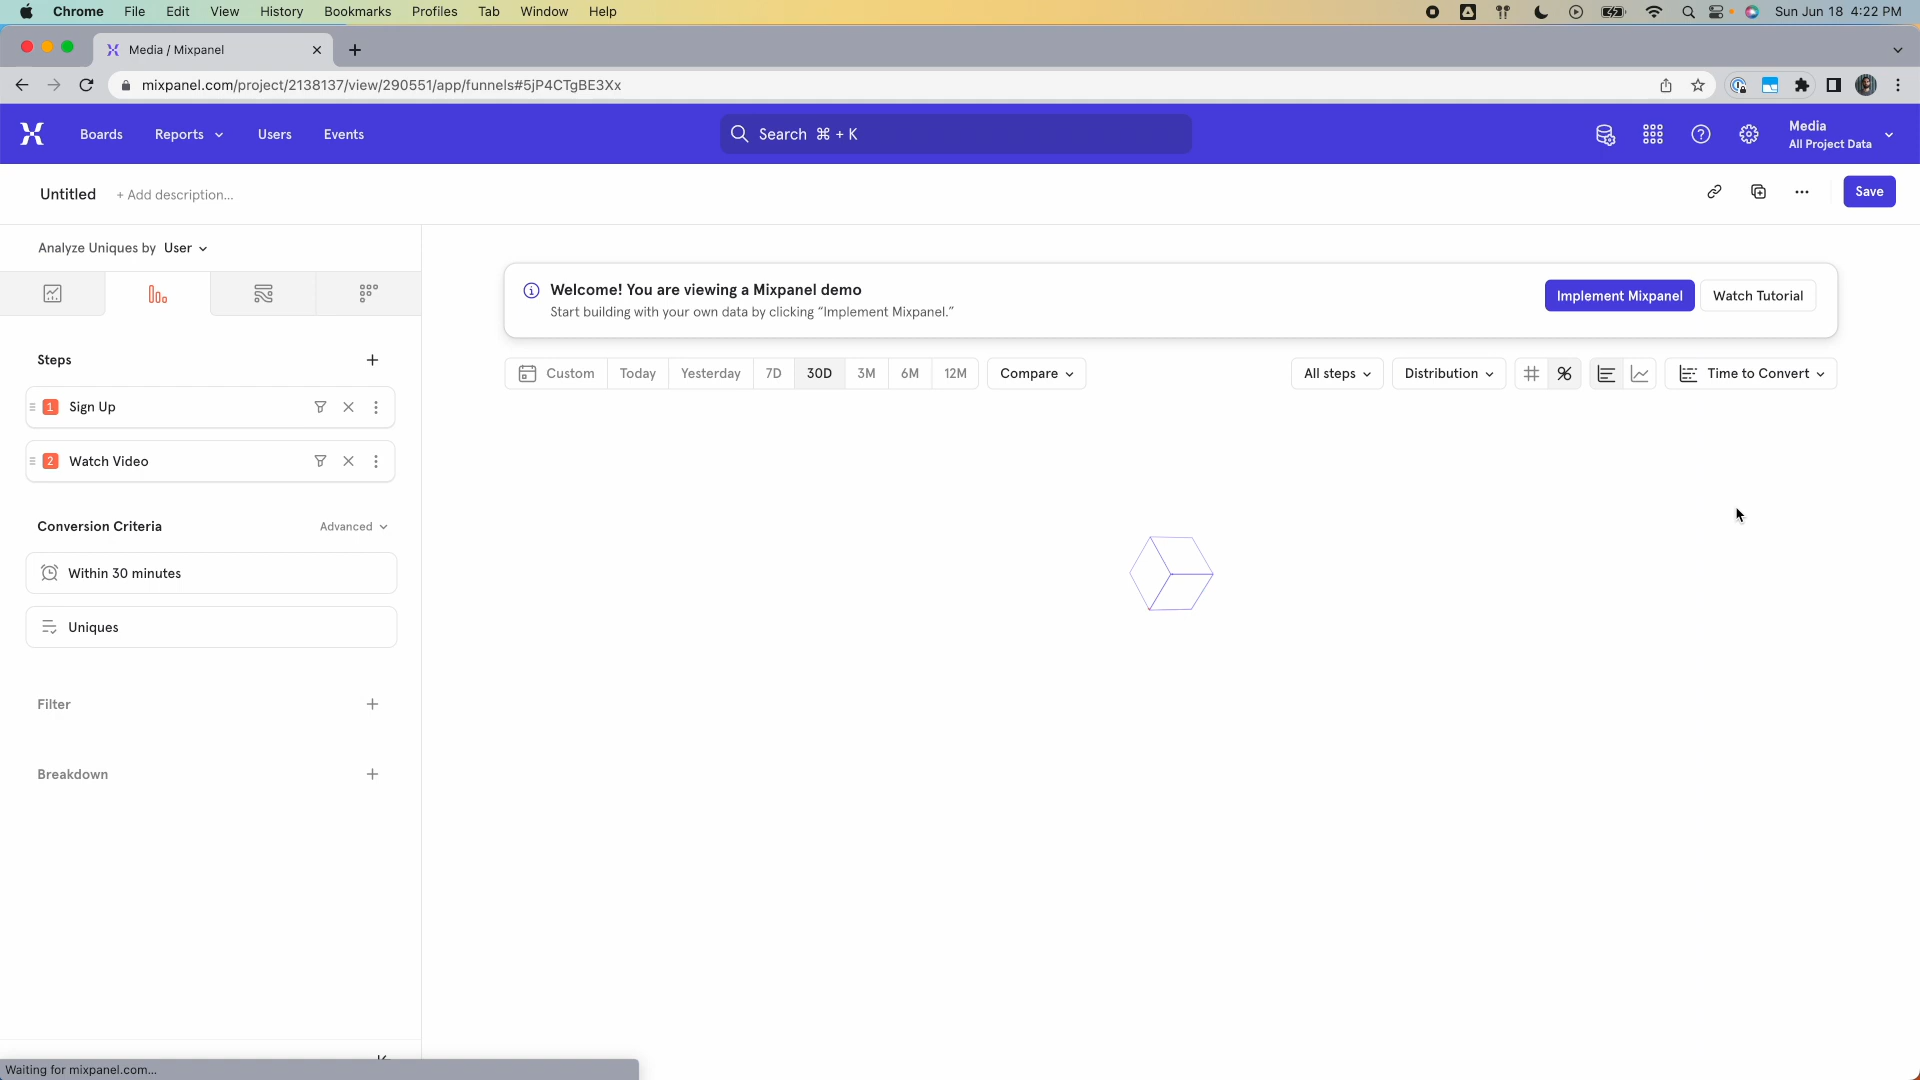 Chrome File Edit View History Bookmarks Profiles Tab Window Help Sun Jun 18 4:22 PM
Media / Mixpanel
mixpanel.com/project/2138137/view/290551/app/funnels#5jP4CTgBE3Xx
Boards Reports Users Events Search ⌘ + K Media
All Project Data
Untitled + Add description... Save
Analyze Uniques by User
Welcome! You are viewing a Mixpanel demo
Start building with your own data by clicking “Implement Mixpanel.”
Implement Mixpanel Watch Tutorial
Steps
Custom Today Yesterday 7D 30D 3M 6M 12M Compare All steps Distribution # % Time to Convert
1 Sign Up
2 Watch Video
Conversion Criteria Advanced
Within 30 minutes
Uniques
Filter
Breakdown
Waiting for mixpanel.com...